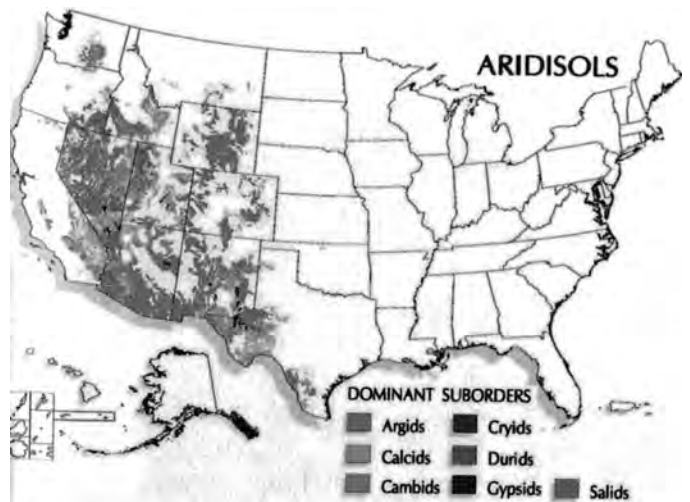 ARIDISOLS
DOMINANT SUBORDERS
Argids Cryids
Calcids Durids
Cambids Gypsids Salids